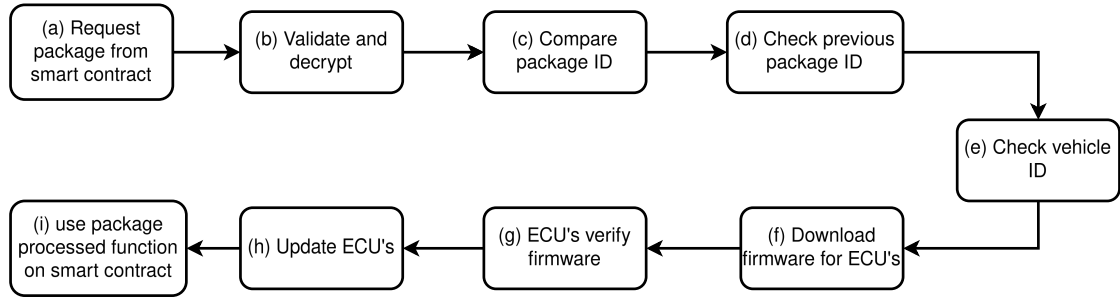 (a) Request
package from
smart contract
(b) Validate and
decrypt
(c) Compare
package ID
(d) Check previous
package ID
(e) Check vehicle
ID
(f) Download
firmware for ECU's
(g) ECU's verify
firmware
(h) Update ECU's
(i) use package
processed function
on smart contract